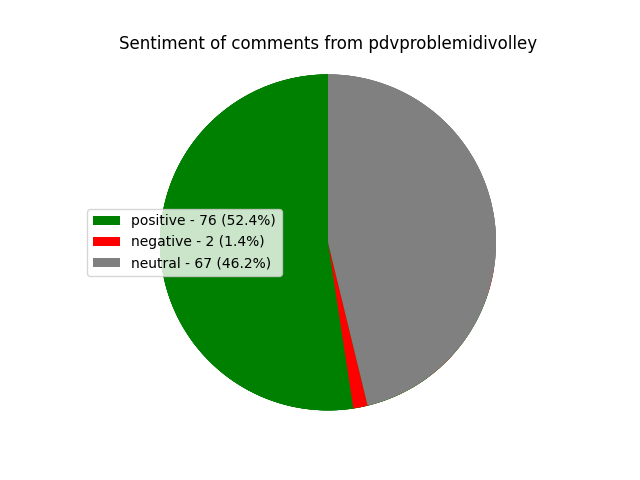 Sentiment of comments from pdvproblemidivolley
positive - 76 (52.4%)
negative - 2 (1.4%)
neutral - 67 (46.2%)